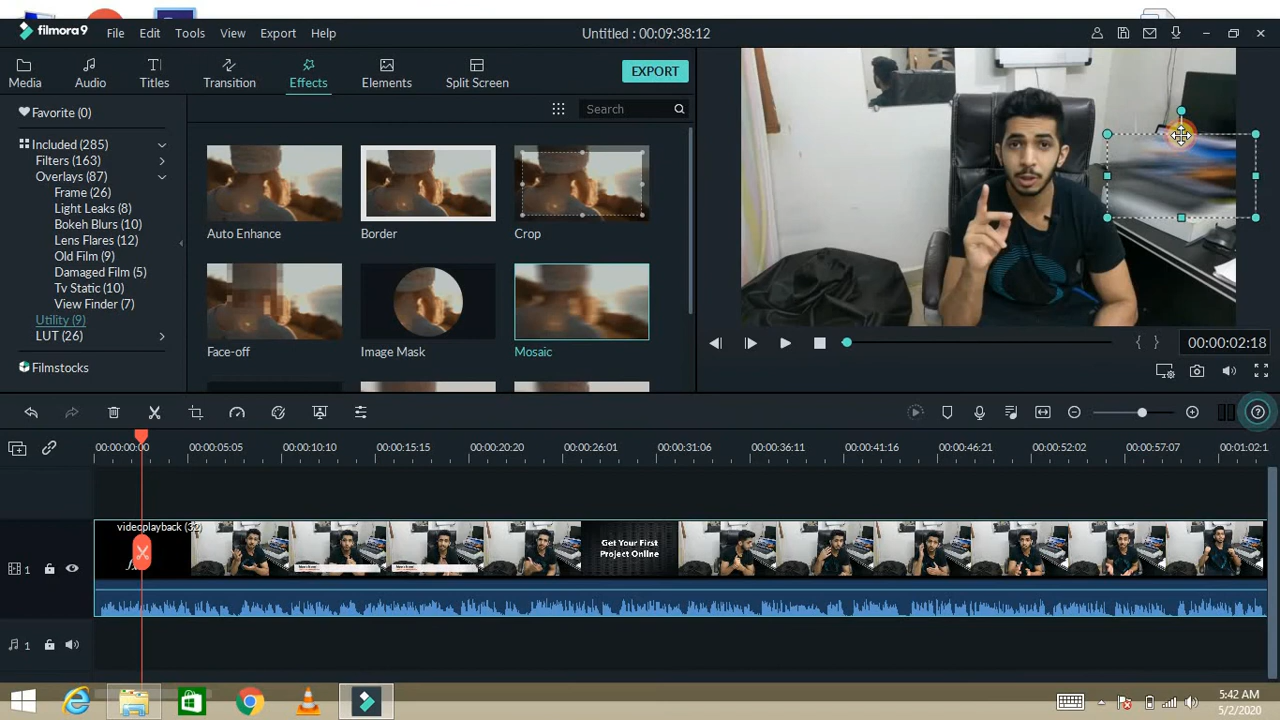 filmora9
File Edit Tools View Export Help
Untitled : 00:09:38:12
Media Audio Titles Transition Effects Elements Split Screen
EXPORT
Favorite (0)
Search
Included (285)
Filters (163)
Overlays (87)
Frame (26)
Light Leaks (8)
Bokeh Blurs (10)
Lens Flares (12)
Old Film (9)
Damaged Film (5)
Tv Static (10)
View Finder (7)
Utility (9)
LUT (26)
Filmstocks
Auto Enhance Border Crop
Face-off Image Mask Mosaic
00:00:02:18
00:00:00:00 00:00:05:05 00:00:10:10 00:00:15:15 00:00:20:20 00:00:26:01 00:00:31:06 00:00:36:11 00:00:41:16 00:00:46:21 00:00:52:02 00:00:57:07 00:01:02:1
videoplayback (32)
Get Your First
Project Online
1
1
5:42 AM
5/2/2020